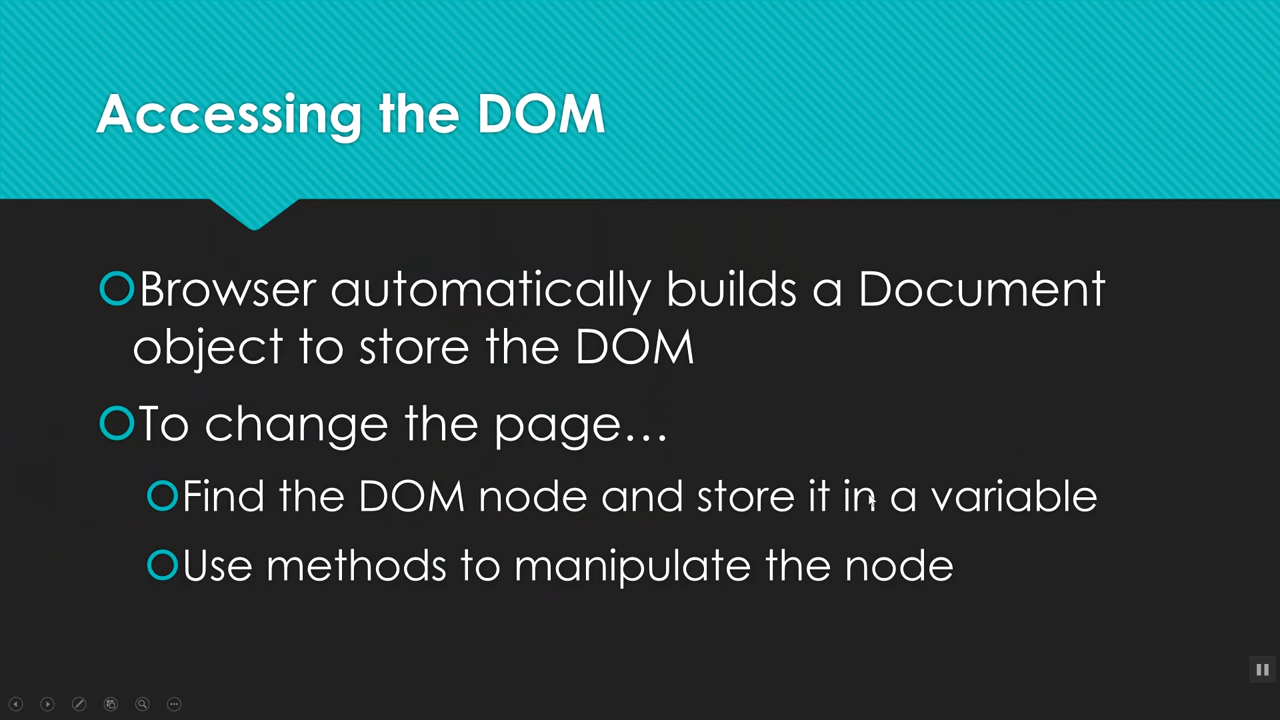 Accessing the DOM
Browser automatically builds a Document
object to store the DOM
To change the page…
Find the DOM node and store it in a variable
Use methods to manipulate the node